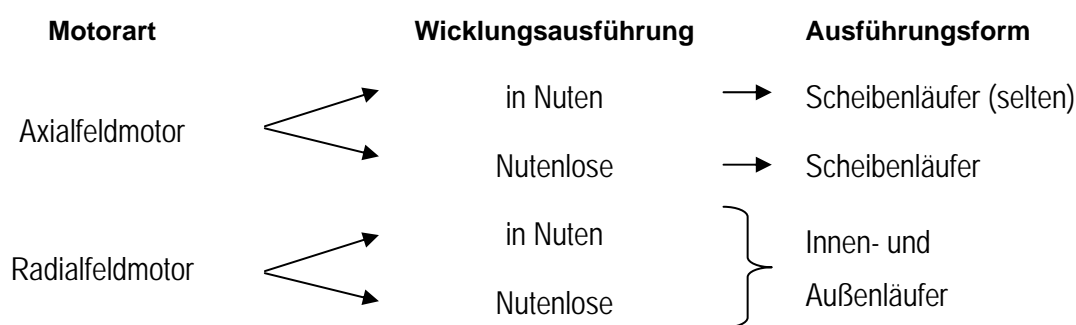 Motorart Wicklungsausführung Ausführungsform
in Nuten Scheibenläufer (selten)
Axialfeldmotor
Nutenlose Scheibenläufer
in Nuten
Innen- und
Radialfeldmotor
Außenläufer
Nutenlose